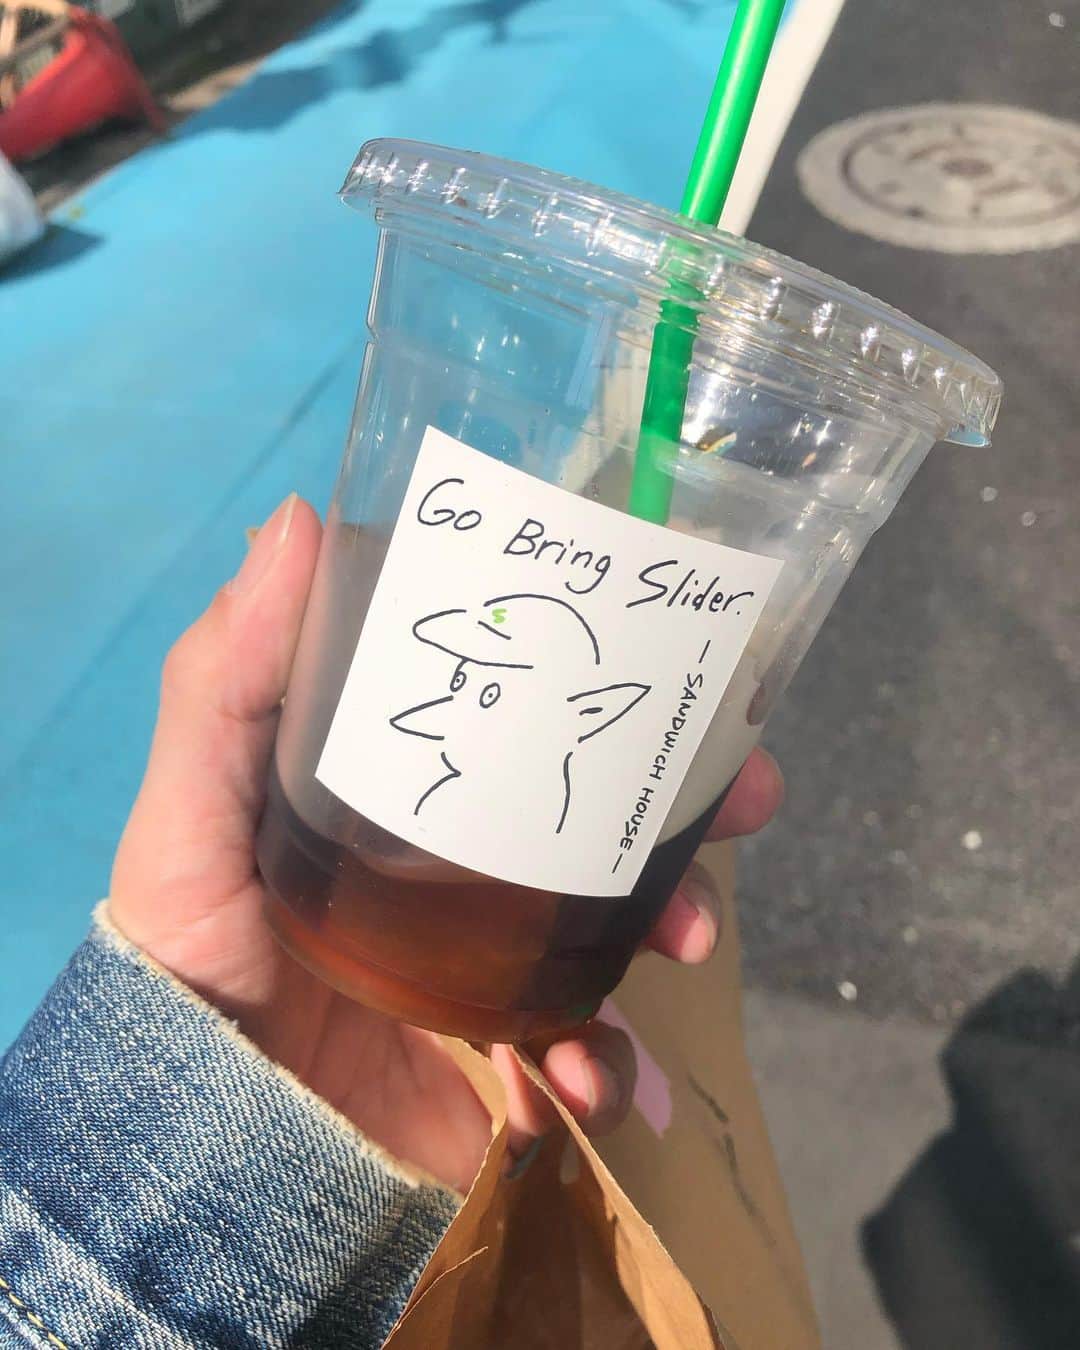 Go Bring Slider.
S
— SANDWICH HOUSE —